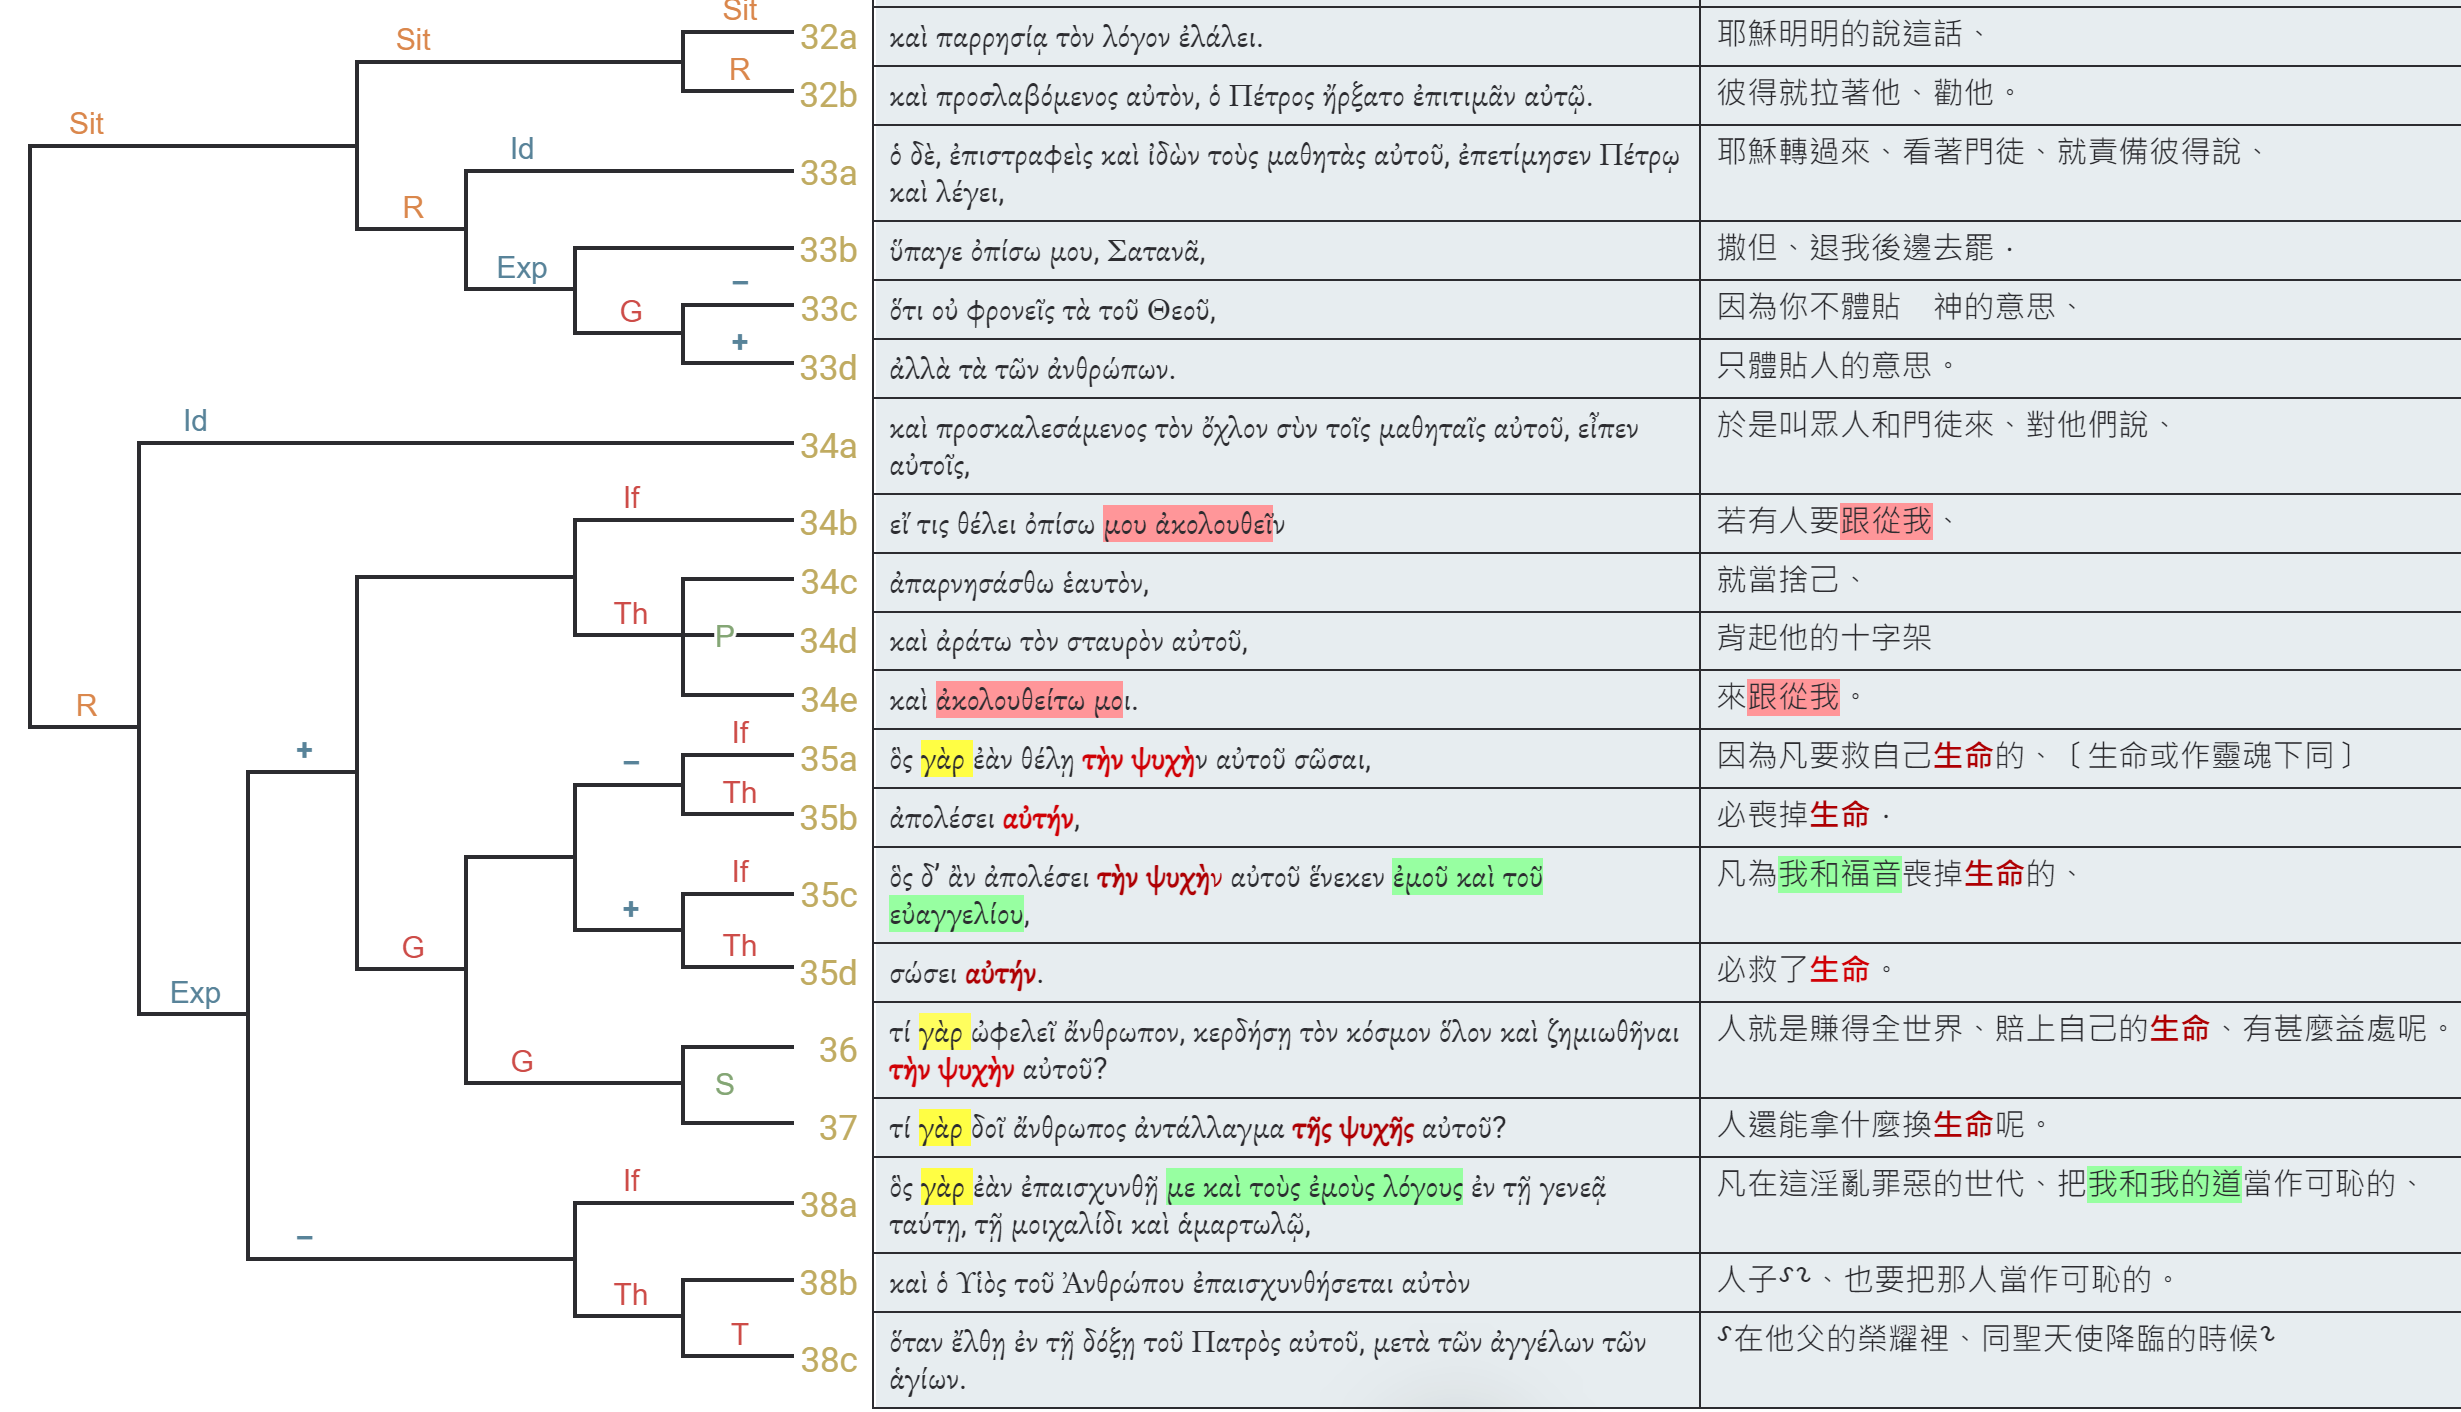 Sit
Sit
32a
καὶ παρρησίᾳ τὸν λόγον ἐλάλει.
耶穌明明的說這話、
R
32b
καὶ προσλαβόμενος αὐτὸν, ὁ Πέτρος ἤρξατο ἐπιτιμᾶν αὐτῷ.
彼得就拉著他、勸他。
Sit
Id
33a
ὁ δὲ, ἐπιστραφεὶς καὶ ἰδὼν τοὺς μαθητὰς αὐτοῦ, ἐπετίμησεν Πέτρῳ
καὶ λέγει,
耶穌轉過來、看著門徒、就責備彼得說、
R
33b
ὕπαγε ὀπίσω μου, Σατανᾶ,
撒但、退我後邊去罷．
Exp
−
G
33c
ὅτι οὐ φρονεῖς τὰ τοῦ Θεοῦ,
因為你不體貼　神的意思、
+
33d
ἀλλὰ τὰ τῶν ἀνθρώπων.
只體貼人的意思。
Id
34a
καὶ προσκαλεσάμενος τὸν ὄχλον σὺν τοῖς μαθηταῖς αὐτοῦ, εἶπεν
αὐτοῖς,
於是叫眾人和門徒來、對他們說、
If
34b
εἴ τις θέλει ὀπίσω μου ἀκολουθεῖν
若有人要跟從我、
34c
ἀπαρνησάσθω ἑαυτὸν,
就當捨己、
Th
P
34d
καὶ ἀράτω τὸν σταυρὸν αὐτοῦ,
背起他的十字架
R
34e
καὶ ἀκολουθείτω μοι.
來跟從我。
+
−
If
35a
ὃς γὰρ ἐὰν θέλῃ τὴν ψυχὴν αὐτοῦ σῶσαι,
因為凡要救自己生命的、〔生命或作靈魂下同〕
Th
35b
ἀπολέσει αὐτήν,
必喪掉生命．
If
35c
ὃς δ’ ἂν ἀπολέσει τὴν ψυχὴν αὐτοῦ ἕνεκεν ἐμοῦ καὶ τοῦ
εὐαγγελίου,
凡為我和福音喪掉生命的、
+
G
Th
35d
σώσει αὐτήν.
必救了生命。
Exp
G
36
τί γὰρ ὠφελεῖ ἄνθρωπον, κερδήσῃ τὸν κόσμον ὅλον καὶ ζημιωθῆναι
τὴν ψυχὴν αὐτοῦ?
人就是賺得全世界、賠上自己的生命、有甚麼益處呢。
S
37
τί γὰρ δοῖ ἄνθρωπος ἀντάλλαγμα τῆς ψυχῆς αὐτοῦ?
人還能拿什麼換生命呢。
If
38a
ὃς γὰρ ἐὰν ἐπαισχυνθῇ με καὶ τοὺς ἐμοὺς λόγους ἐν τῇ γενεᾷ
ταύτῃ, τῇ μοιχαλίδι καὶ ἁμαρτωλῷ,
凡在這淫亂罪惡的世代、把我和我的道當作可恥的、
−
Th
38b
καὶ ὁ Υἱὸς τοῦ Ἀνθρώπου ἐπαισχυνθήσεται αὐτὸν
人子ᔑᔓ、也要把那人當作可恥的。
T
38c
ὅταν ἔλθῃ ἐν τῇ δόξῃ τοῦ Πατρὸς αὐτοῦ, μετὰ τῶν ἀγγέλων τῶν
ἁγίων.
ᔑ在他父的榮耀裡、同聖天使降臨的時候ᔓ